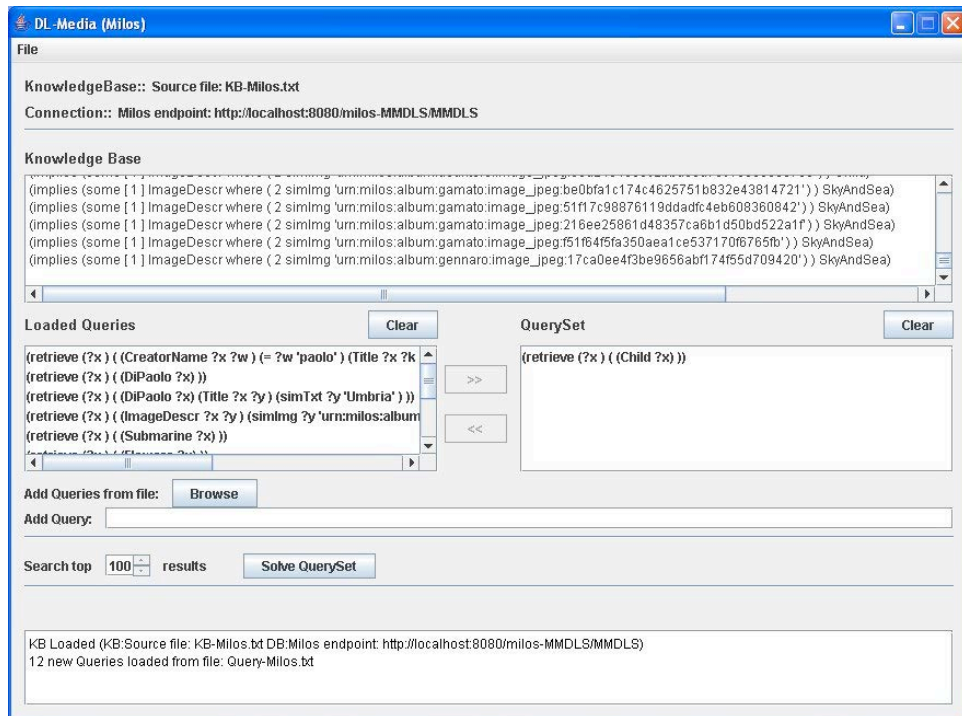 DL-Media (Milos)
File
KnowledgeBase:: Source file: KB-Milos.txt
Connection:: Milos endpoint: http://localhost:8080/milos-MMDLS/MMDLS
Knowledge Base
(implies (some [ 1 ] ImageDescr where ( 2 simImg 'urn:milos:album:gamato:image_jpeg:be0bfa1c174c4625751b832e43814721' ) ) SkyAndSea)
(implies (some [ 1 ] ImageDescr where ( 2 simImg 'urn:milos:album:gamato:image_jpeg:51f17c98876119ddadfc4eb608360842' ) ) SkyAndSea)
(implies (some [ 1 ] ImageDescr where ( 2 simImg 'urn:milos:album:gamato:image_jpeg:216ee25861d48357ca6b1d50bd522a1f' ) ) SkyAndSea)
(implies (some [ 1 ] ImageDescr where ( 2 simImg 'urn:milos:album:gamato:image_jpeg:f51f64f5fa350aea1ce537170f6765fb' ) ) SkyAndSea)
(implies (some [ 1 ] ImageDescr where ( 2 simImg 'urn:milos:album:gennaro:image_jpeg:17ca0ee4f3be9656abf174f55d709420' ) ) SkyAndSea)
Loaded Queries Clear QuerySet Clear
(retrieve (?x ) ( (CreatorName ?x ?w ) (= ?w 'paolo' ) (Title ?x ?k
(retrieve (?x ) ( (DiPaolo ?x) ))
(retrieve (?x ) ( (DiPaolo ?x) (Title ?x ?y ) (simTxt ?y 'Umbria' ) ))
(retrieve (?x ) ( (ImageDescr ?x ?y ) (simImg ?y 'urn:milos:album
(retrieve (?x ) ( (Submarine ?x) ))
>>
<<
(retrieve (?x ) ( (Child ?x) ))
Add Queries from file: Browse
Add Query:
Search top 100 results Solve QuerySet
KB Loaded (KB:Source file: KB-Milos.txt DB:Milos endpoint: http://localhost:8080/milos-MMDLS/MMDLS)
12 new Queries loaded from file: Query-Milos.txt